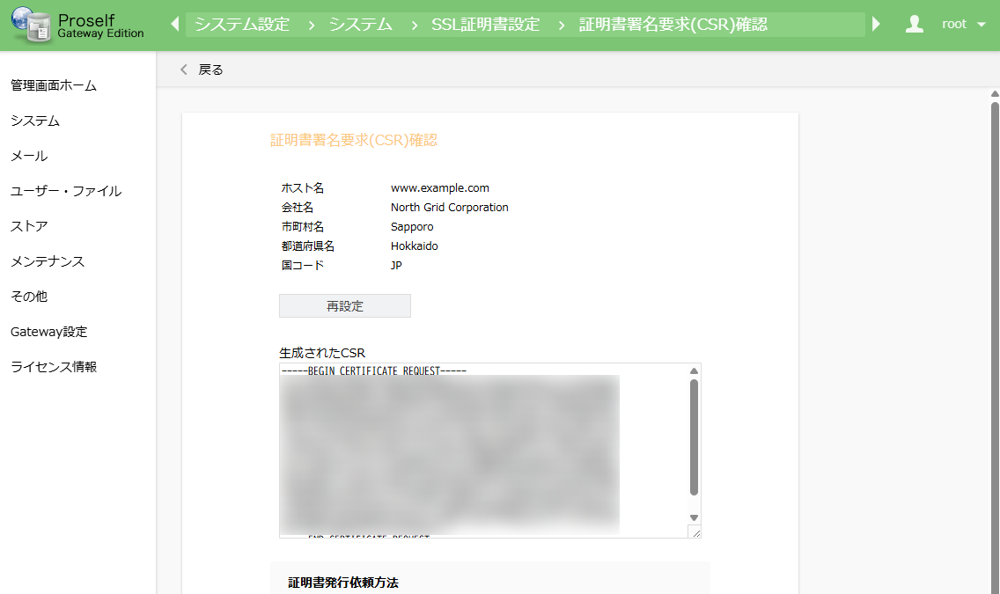 Proself
Gateway Edition
システム設定 > システム > SSL証明書設定 > 証明書署名要求(CSR)確認
root
戻る
管理画面ホーム
システム
メール
ユーザー・ファイル
ストア
メンテナンス
その他
Gateway設定
ライセンス情報
証明書署名要求(CSR)確認
ホスト名 www.example.com
会社名 North Grid Corporation
市町村名 Sapporo
都道府県名 Hokkaido
国コード JP
再設定
生成されたCSR
-----BEGIN CERTIFICATE REQUEST-----
END CERTIFICATE REQUEST
証明書発行依頼方法